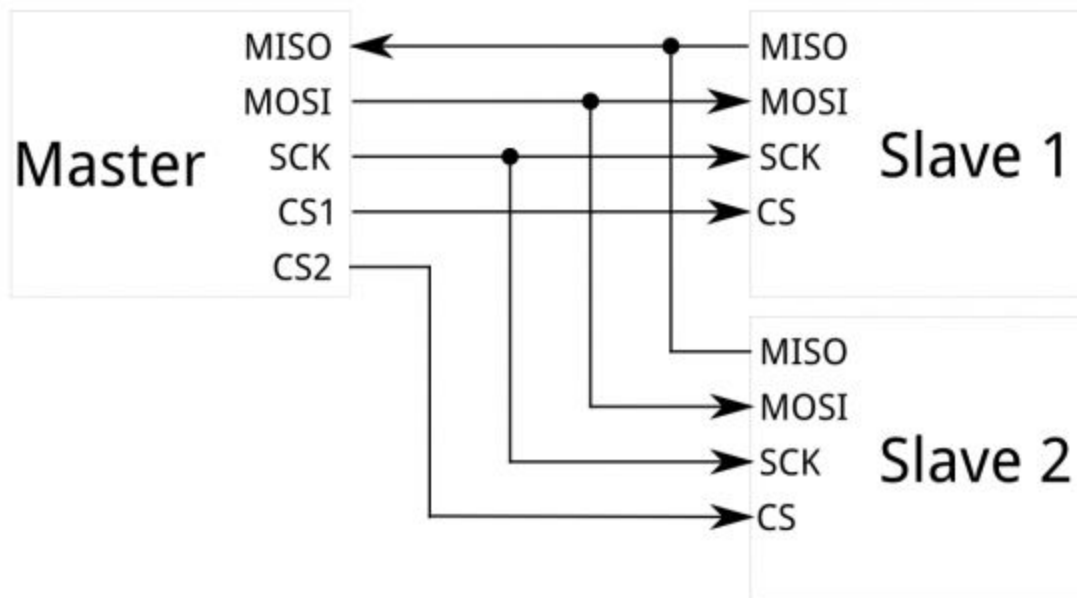 Master
MISO
MOSI
SCK
CS1
CS2
MISO
MOSI
SCK
CS
Slave 1
MISO
MOSI
SCK
CS
Slave 2